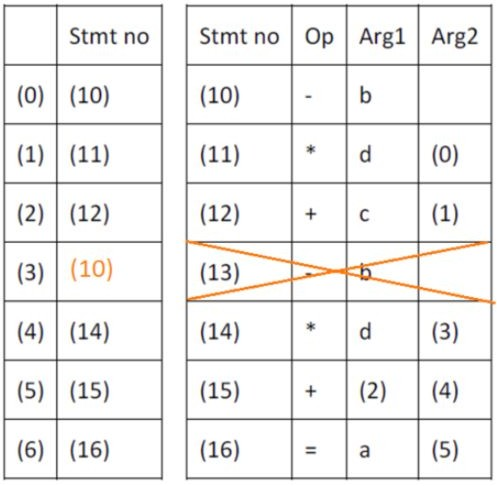 Stmt no Stmt no Op Arg1 Arg2
(0) (10) (10) - b
(1) (11) (11) * d (0)
(2) (12) (12) + c (1)
(3) (10) (13) - b
(4) (14) (14) * d (3)
(5) (15) (15) + (2) (4)
(6) (16) (16) = a (5)